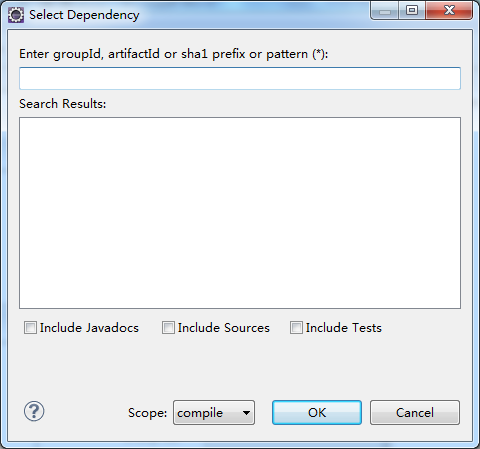 Select Dependency
Enter groupId, artifactId or sha1 prefix or pattern (*):
Search Results:
Include Javadocs Include Sources Include Tests
? Scope: compile OK Cancel